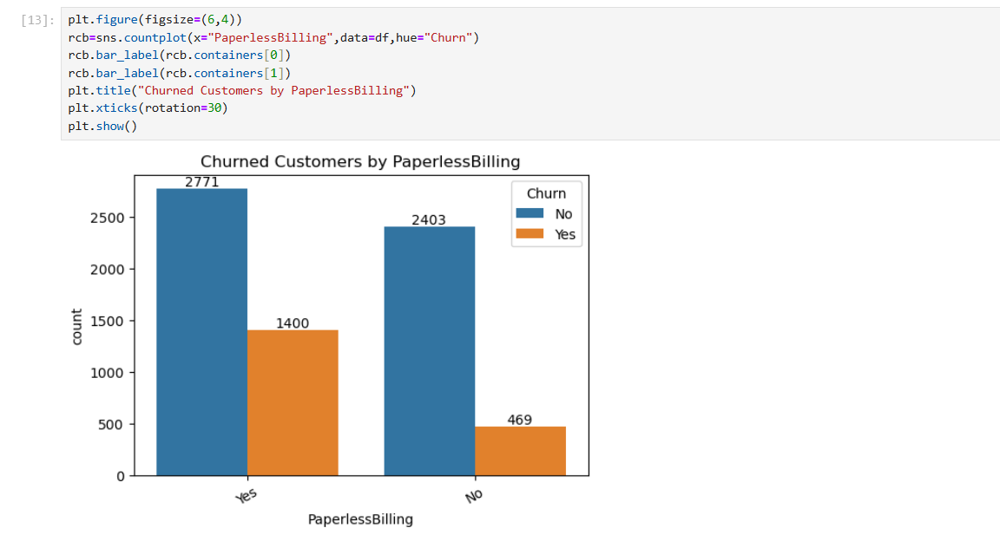 [13]:
plt.figure(figsize=(6,4))
rcb=sns.countplot(x="PaperlessBilling",data=df,hue="Churn")
rcb.bar_label(rcb.containers[0])
rcb.bar_label(rcb.containers[1])
plt.title("Churned Customers by PaperlessBilling")
plt.xticks(rotation=30)
plt.show()
Churned Customers by PaperlessBilling
2771
Churn
No
Yes
2500
2403
2000
1500
1400
count
1000
500
469
0
Yes
No
PaperlessBilling